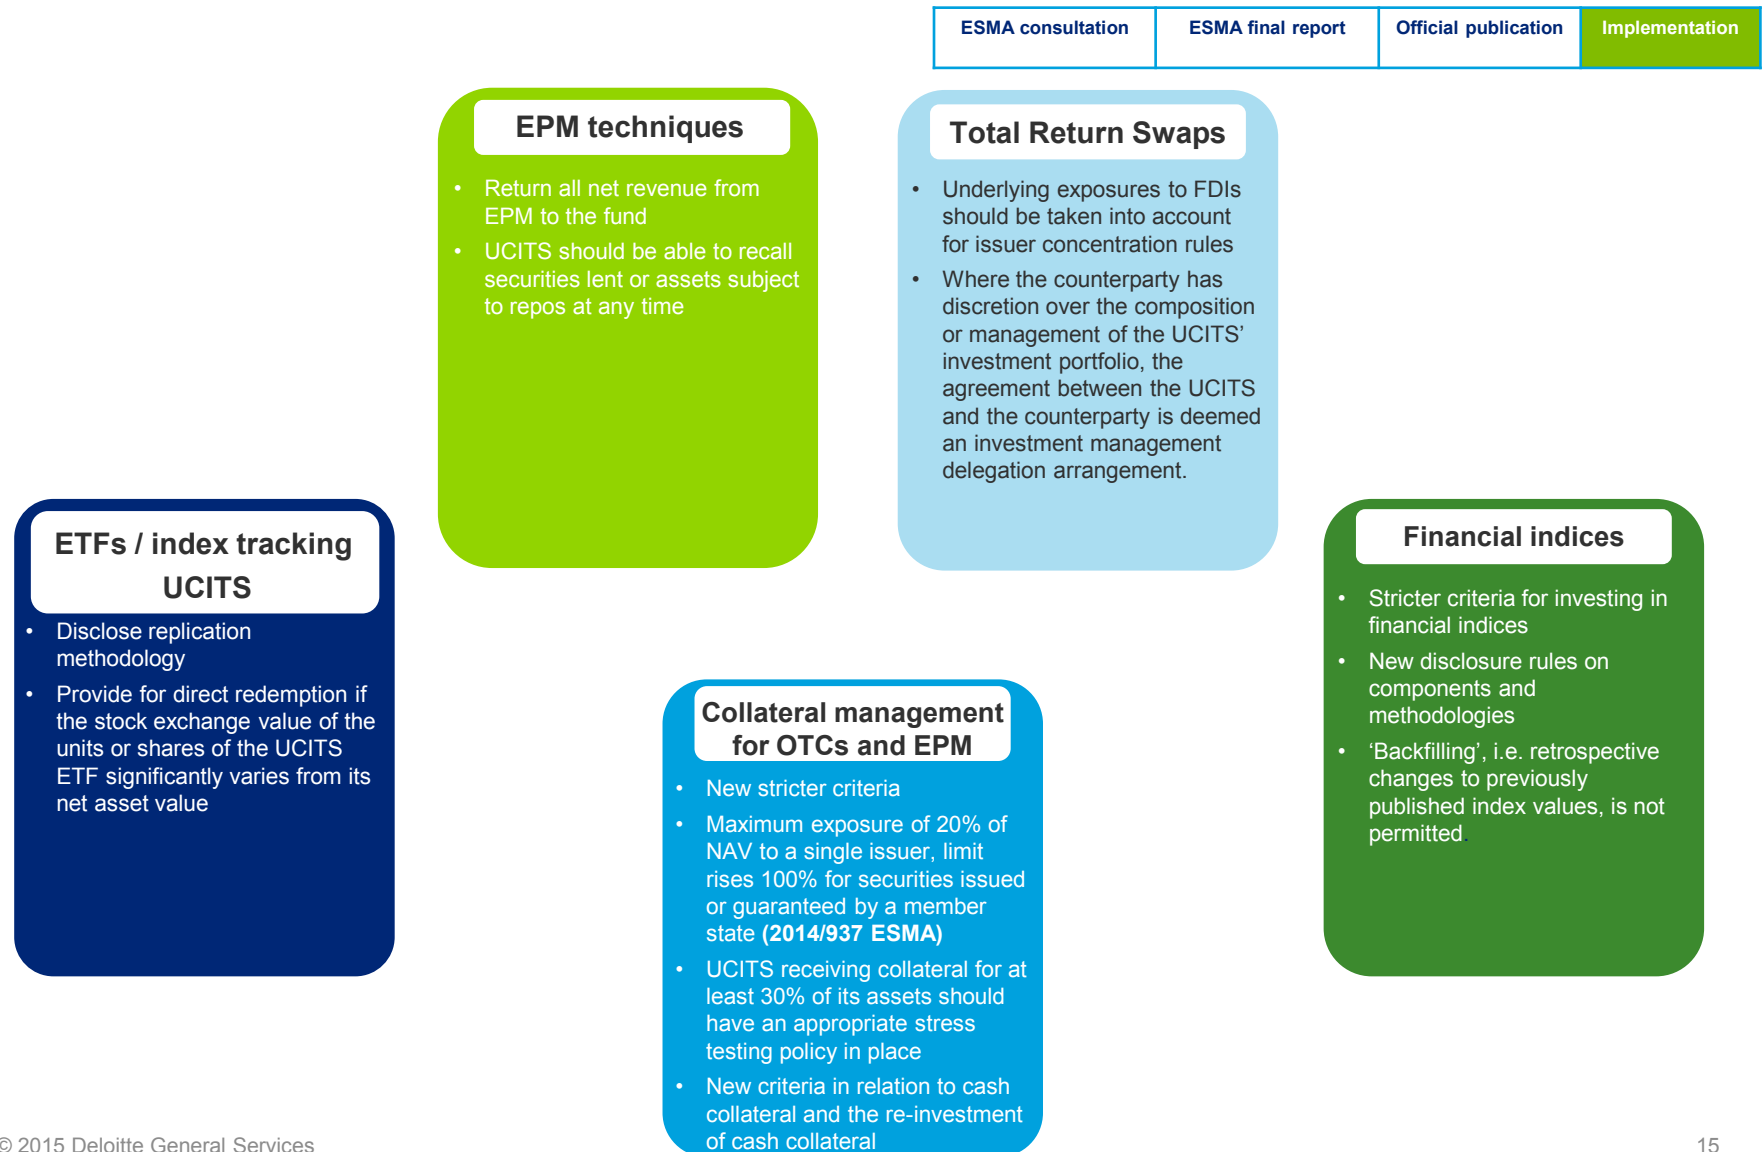 ESMA consultation
ESMA final report
Official publication
Implementation
EPM techniques
• Return all net revenue from
EPM to the fund
• UCITS should be able to recall
securities lent or assets subject
to repos at any time
Total Return Swaps
• Underlying exposures to FDIs
should be taken into account
for issuer concentration rules
• Where the counterparty has
discretion over the composition
or management of the UCITS’
investment portfolio, the
agreement between the UCITS
and the counterparty is deemed
an investment management
delegation arrangement.
ETFs / index tracking
UCITS
• Disclose replication
methodology
• Provide for direct redemption if
the stock exchange value of the
units or shares of the UCITS
ETF significantly varies from its
net asset value
Financial indices
• Stricter criteria for investing in
financial indices
• New disclosure rules on
components and
methodologies
• ‘Backfilling’, i.e. retrospective
changes to previously
published index values, is not
permitted.
Collateral management
for OTCs and EPM
• New stricter criteria
• Maximum exposure of 20% of
NAV to a single issuer, limit
rises 100% for securities issued
or guaranteed by a member
state (2014/937 ESMA)
• UCITS receiving collateral for at
least 30% of its assets should
have an appropriate stress
testing policy in place
• New criteria in relation to cash
collateral and the re-investment
of cash collateral
© 2015 Deloitte General Services
15